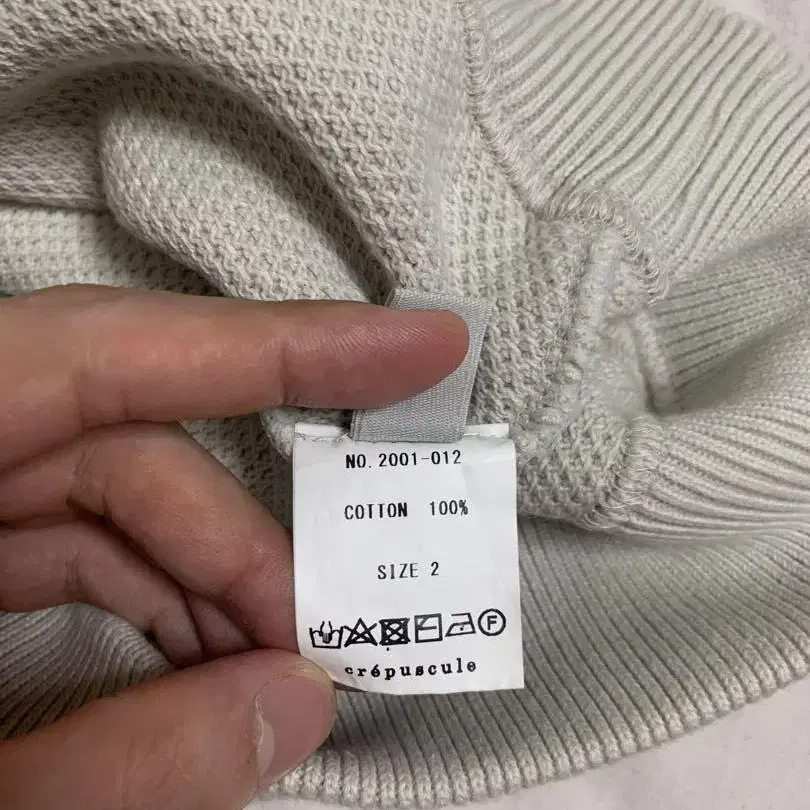 NO. 2001-012
COTTON 100%
SIZE 2
F
crépuscule